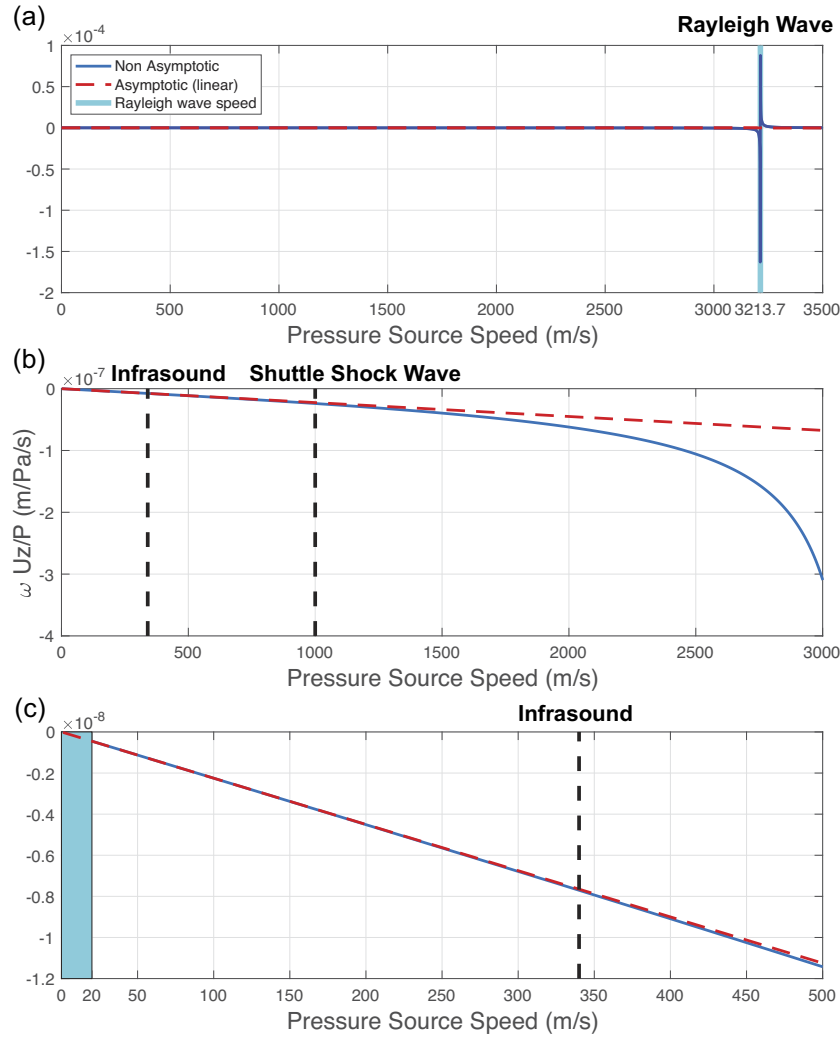 (a)
Rayleigh Wave
×10⁻⁴
1
0.5
0
-0.5
-1
-1.5
-2
Non Asymptotic
Asymptotic (linear)
Rayleigh wave speed
0 500 1000 1500 2000 2500 3000 3213.7 3500
Pressure Source Speed (m/s)
(b)
×10⁻⁷
Infrasound Shuttle Shock Wave
0
-1
-2
-3
-4
ω Uz/P (m/Pa/s)
0 500 1000 1500 2000 2500 3000
Pressure Source Speed (m/s)
(c)
×10⁻⁸
Infrasound
0
-0.2
-0.4
-0.6
-0.8
-1
-1.2
0 20 50 100 150 200 250 300 340 350 400 450 500
Pressure Source Speed (m/s)